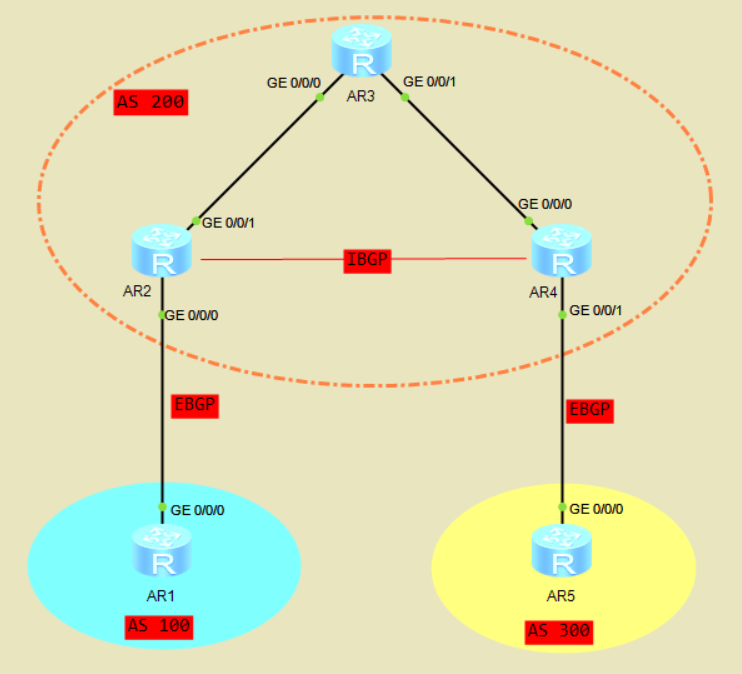 R
GE 0/0/0
GE 0/0/1
AR3
AS 200
GE 0/0/0
GE 0/0/1
R
IBGP
R
AR2
AR4
GE 0/0/0
GE 0/0/1
EBGP
EBGP
GE 0/0/0
GE 0/0/0
R
R
AR1
AR5
AS 100
AS 300